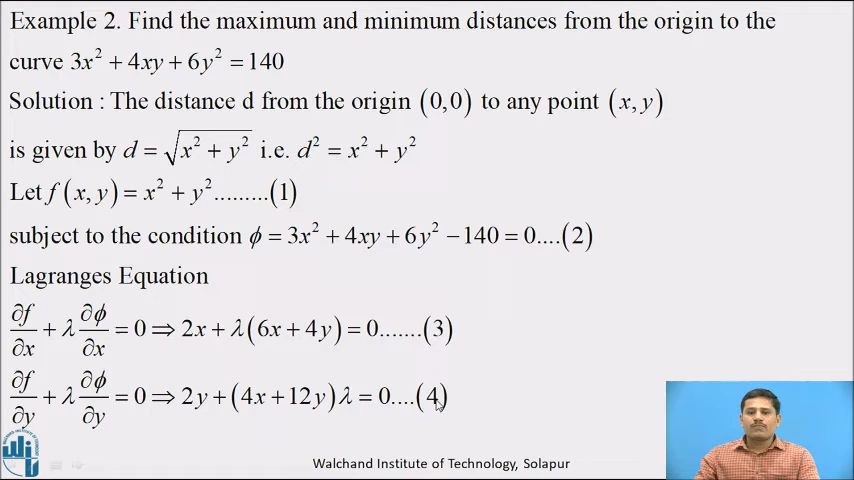 Example 2. Find the maximum and minimum distances from the origin to the
curve 3x² + 4xy + 6y² = 140
Solution : The distance d from the origin (0,0) to any point (x, y)
is given by d = √(x² + y²) i.e. d² = x² + y²
Let f(x, y) = x² + y².........(1)
subject to the condition ϕ = 3x² + 4xy + 6y² − 140 = 0....(2)
Lagranges Equation
∂f/∂x + λ ∂ϕ/∂x = 0 ⇒ 2x + λ(6x + 4y) = 0.......(3)
∂f/∂y + λ ∂ϕ/∂y = 0 ⇒ 2y + (4x + 12y)λ = 0....(4)
Walchand Institute of Technology, Solapur